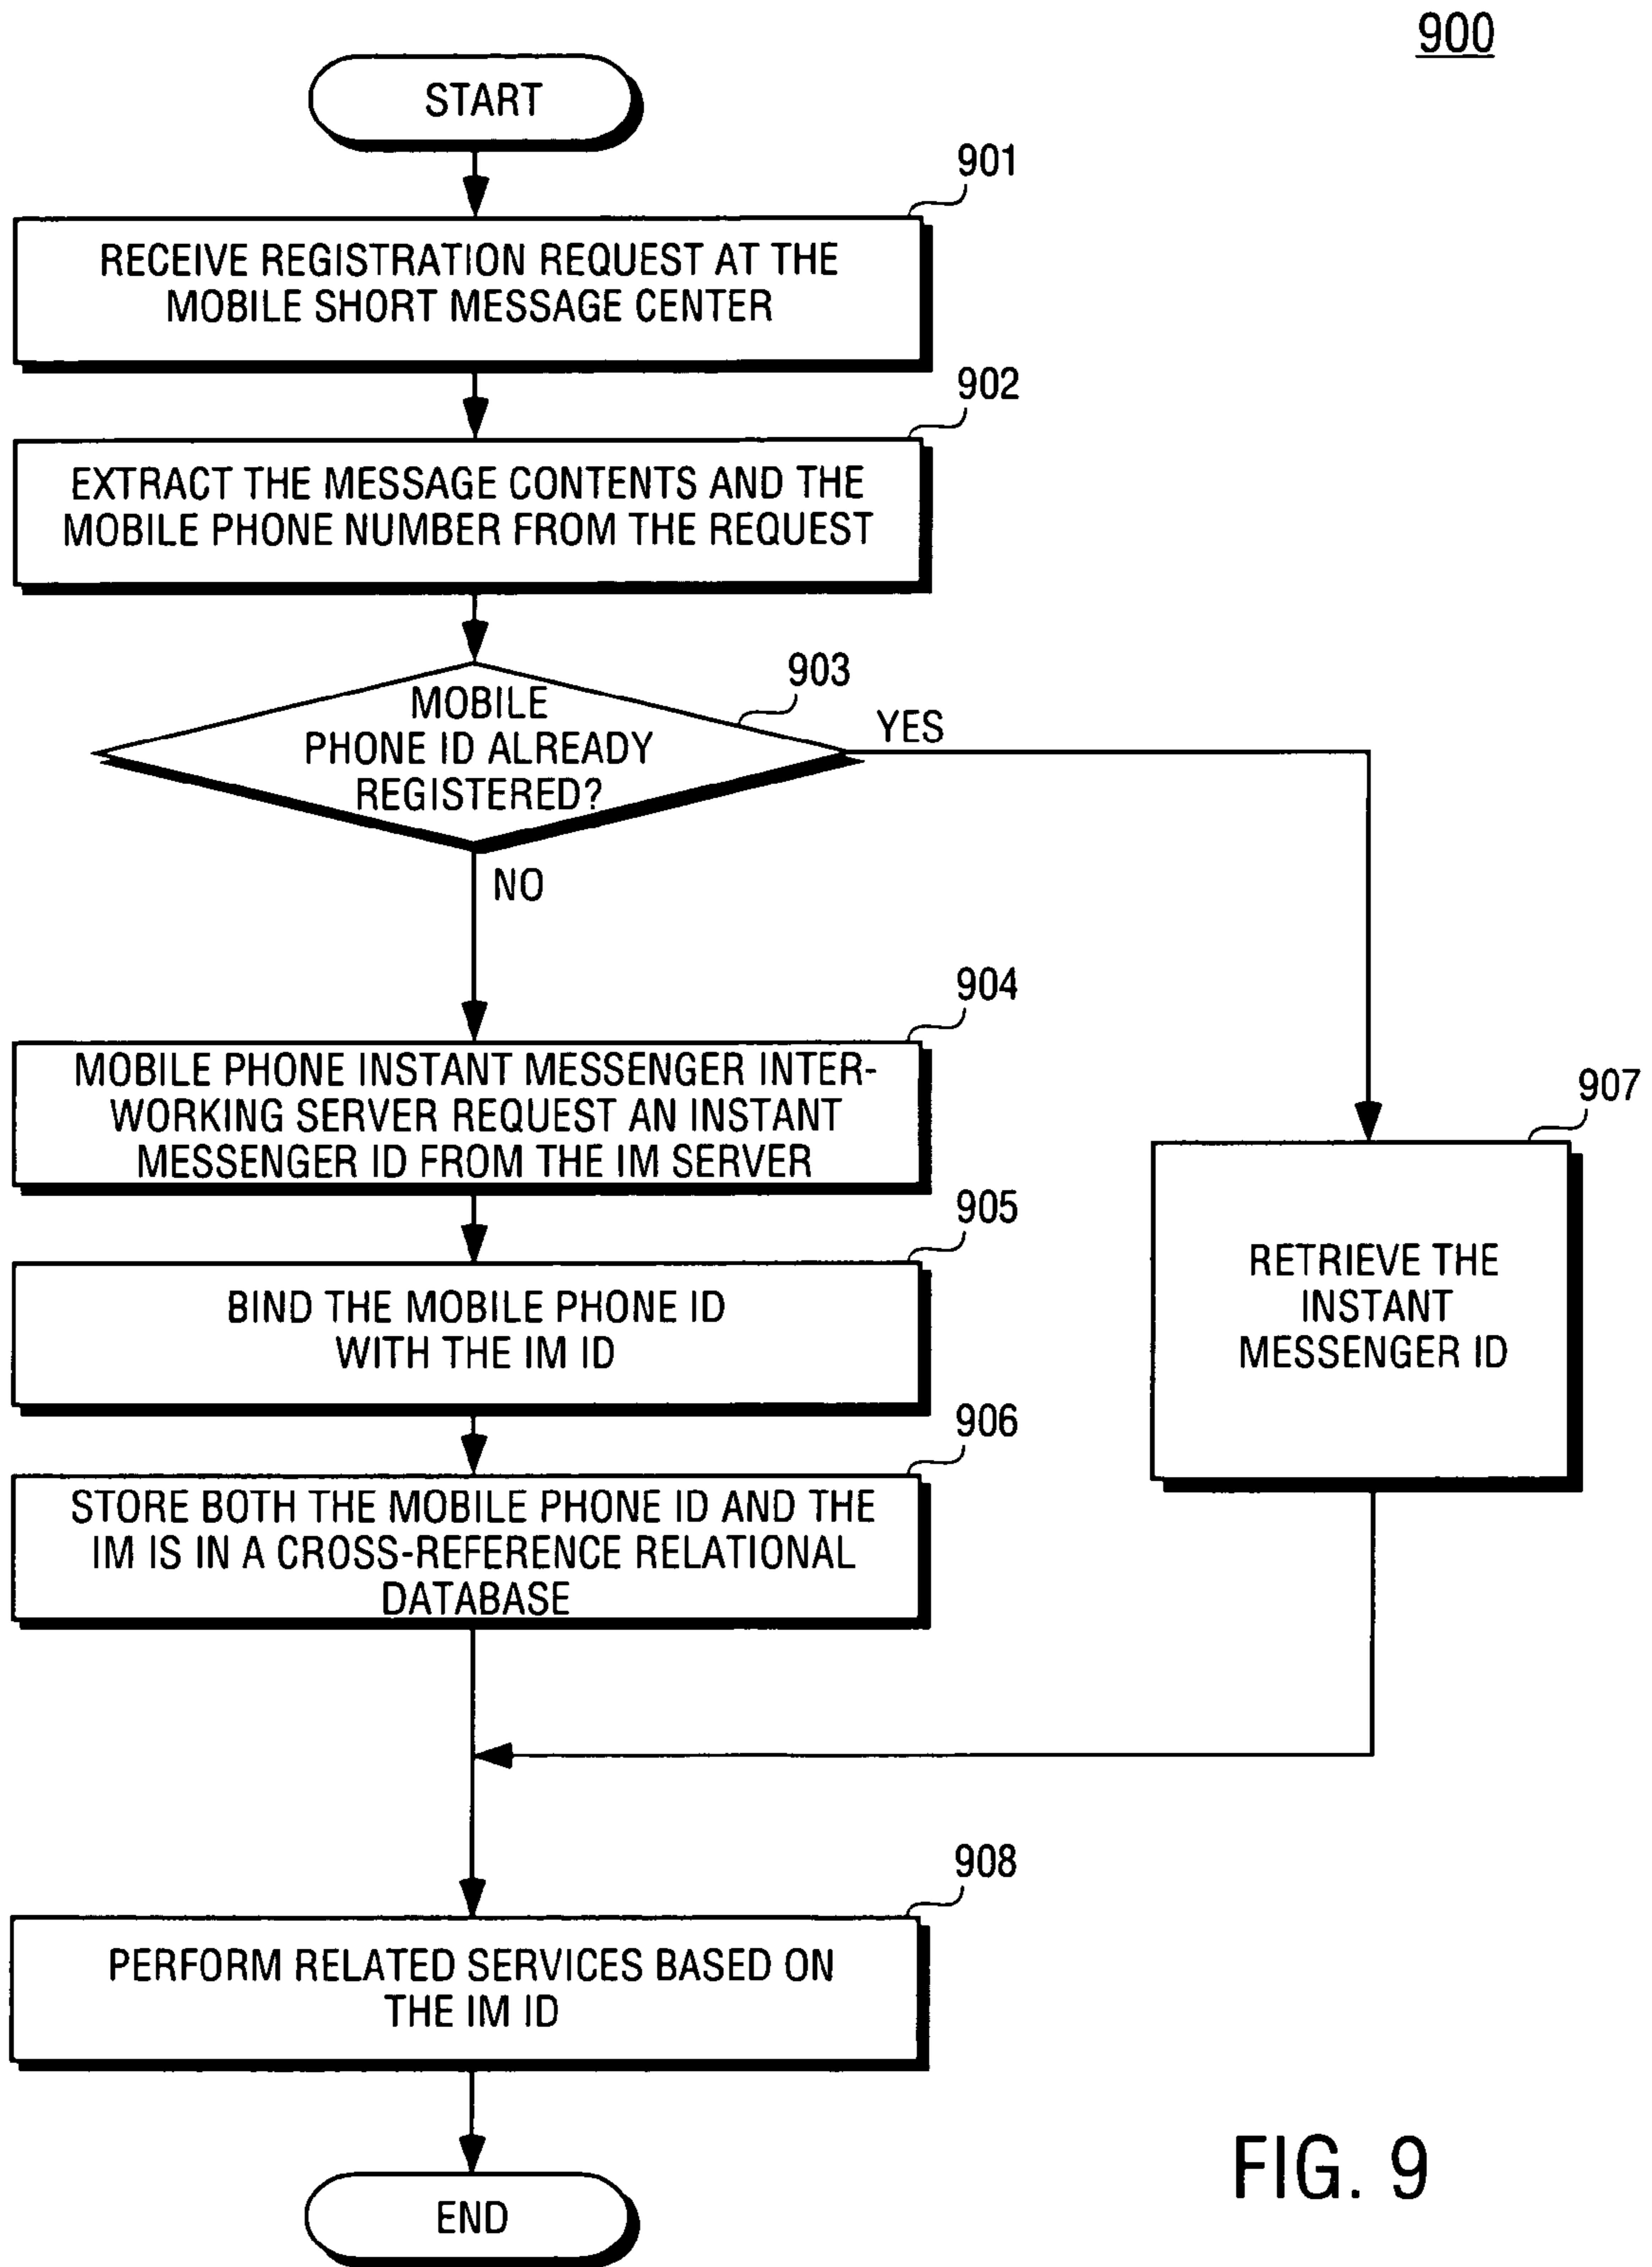 900
START
901
RECEIVE REGISTRATION REQUEST AT THE
MOBILE SHORT MESSAGE CENTER
902
EXTRACT THE MESSAGE CONTENTS AND THE
MOBILE PHONE NUMBER FROM THE REQUEST
903
MOBILE
PHONE ID ALREADY
REGISTERED?
YES
NO
904
MOBILE PHONE INSTANT MESSENGER INTER-
WORKING SERVER REQUEST AN INSTANT
MESSENGER ID FROM THE IM SERVER
907
RETRIEVE THE
INSTANT
MESSENGER ID
905
BIND THE MOBILE PHONE ID
WITH THE IM ID
906
STORE BOTH THE MOBILE PHONE ID AND THE
IM IS IN A CROSS-REFERENCE RELATIONAL
DATABASE
908
PERFORM RELATED SERVICES BASED ON
THE IM ID
END
FIG. 9